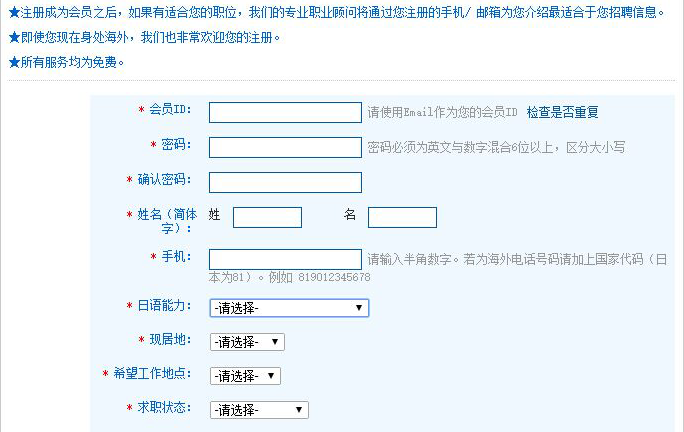 ★注册成为会员之后，如果有适合您的职位，我们的专业职业顾问将通过您注册的手机/ 邮箱为您介绍最适合于您招聘信息。
★即使您现在身处海外，我们也非常欢迎您的注册。
★所有服务均为免费。
* 会员ID： 请使用Email作为您的会员ID 检查是否重复
* 密码： 密码必须为英文与数字混合6位以上，区分大小写
* 确认密码：
* 姓名（简体字）： 姓 名
* 手机： 请输入半角数字。若为海外电话号码请加上国家代码（日
本为81）。例如 819012345678
* 日语能力： -请选择-
* 现居地： -请选择-
* 希望工作地点： -请选择-
* 求职状态： -请选择-